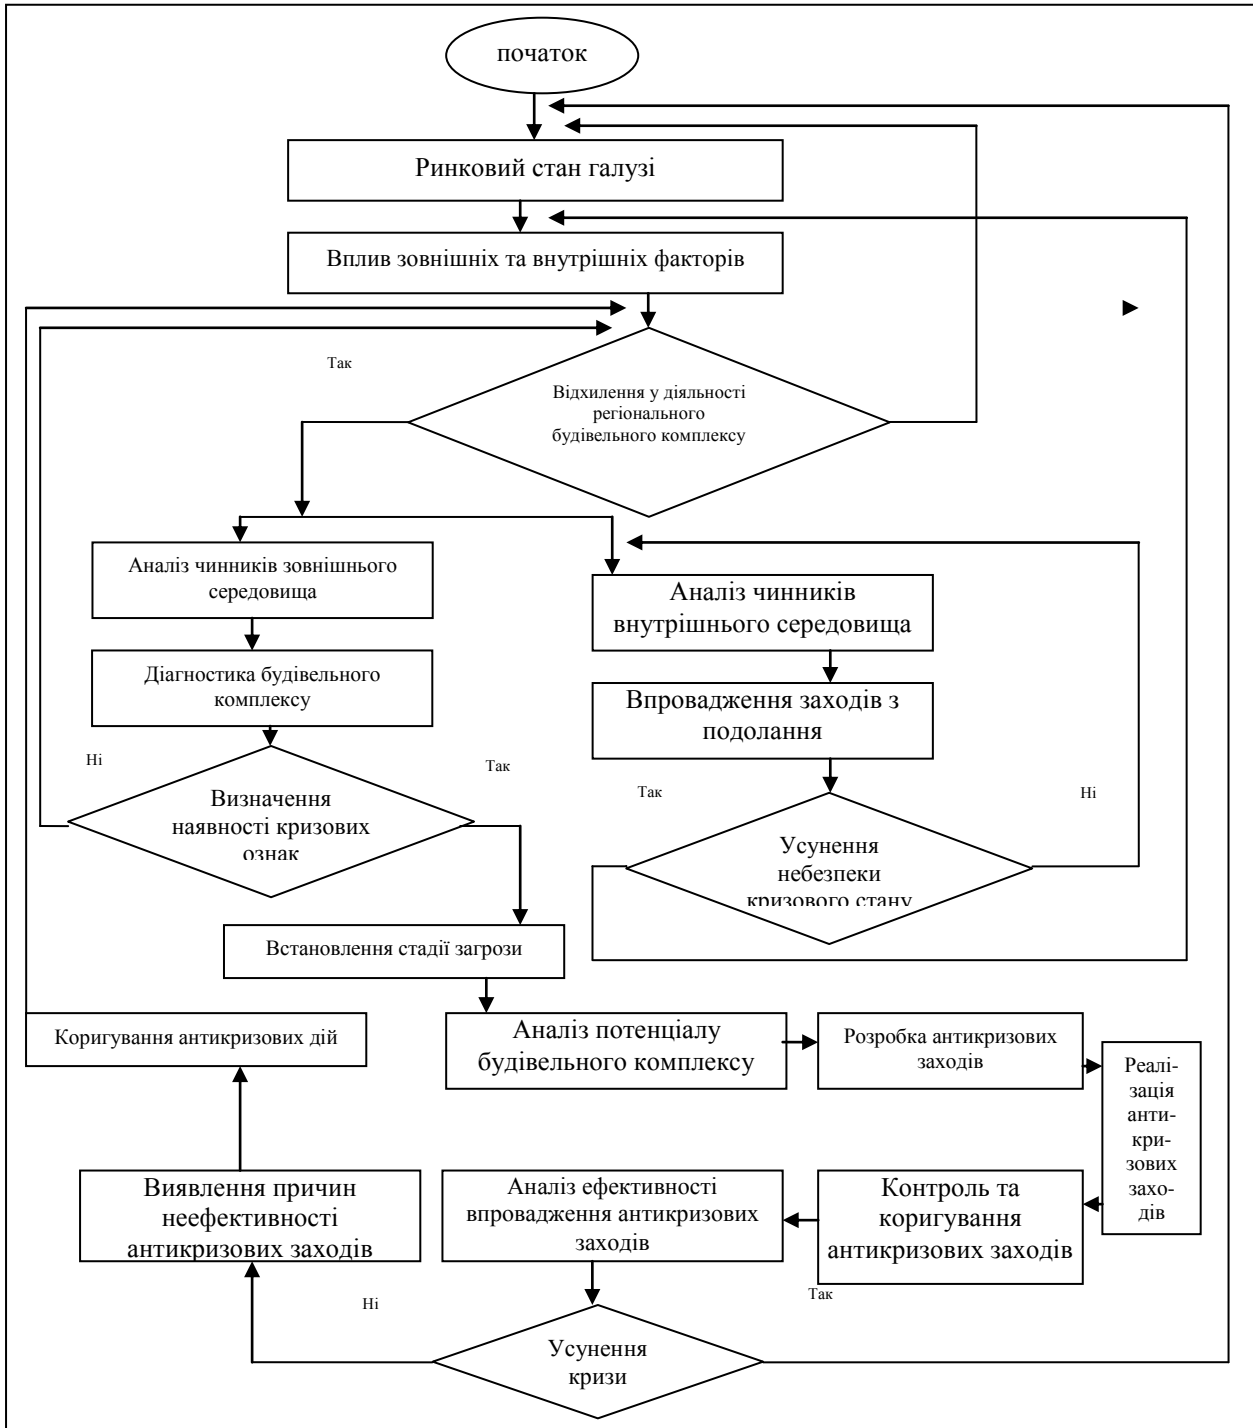 початок
Ринковий стан галузі
Вплив зовнішніх та внутрішніх факторів
Так
Відхилення у діяльності
регіонального
будівельного комплексу
Аналіз чинників зовнішнього
середовища
Аналіз чинників
внутрішнього середовища
Діагностика будівельного
комплексу
Впровадження заходів з
подолання
Ні
Так
Визначення
наявності кризових
ознак
Так
Ні
Усунення
небезпеки
кризового стану
Встановлення стадії загрози
Коригування антикризових дій
Аналіз потенціалу
будівельного комплексу
Розробка антикризових
заходів
Реалі-
зація
анти-
кри-
зових
захо-
дів
Виявлення причин
неефективності
антикризових заходів
Аналіз ефективності
впровадження антикризових
заходів
Контроль та
коригування
антикризових заходів
Ні
Так
Усунення
кризи